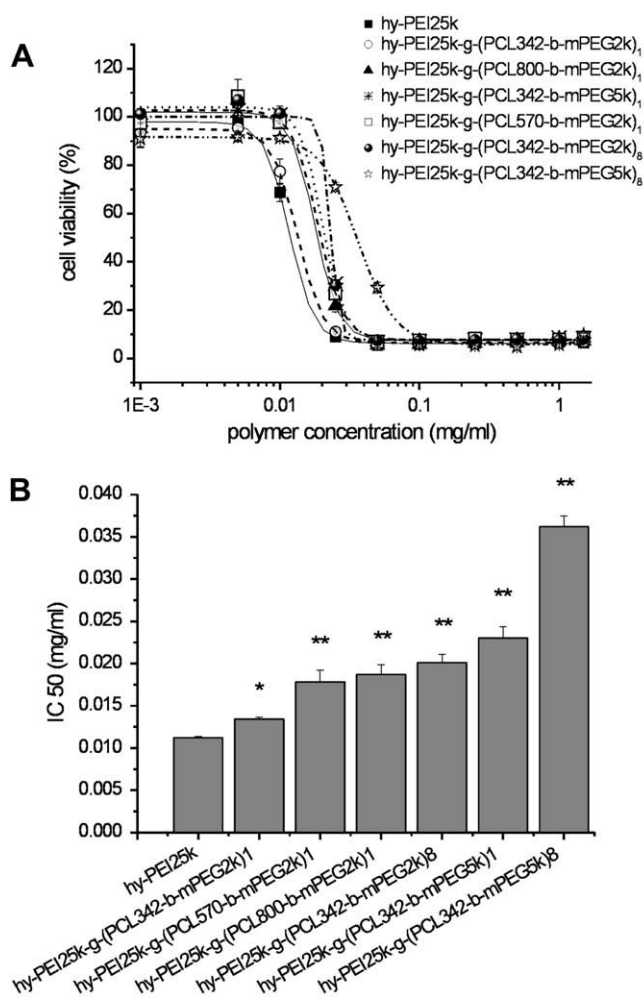 A
hy-PEI25k
hy-PEI25k-g-(PCL342-b-mPEG2k)1
hy-PEI25k-g-(PCL800-b-mPEG2k)1
hy-PEI25k-g-(PCL342-b-mPEG5k)1
hy-PEI25k-g-(PCL570-b-mPEG2k)1
hy-PEI25k-g-(PCL342-b-mPEG2k)8
hy-PEI25k-g-(PCL342-b-mPEG5k)8
120
100
80
60
40
20
0
cell viability (%)
1E-3 0.01 0.1 1
polymer concentration (mg/ml)
B
0.040
0.035
0.030
0.025
0.020
0.015
0.010
0.005
0.000
IC 50 (mg/ml)
* ** ** ** ** **
hy-PEI25k
hy-PEI25k-g-(PCL342-b-mPEG2k)1
hy-PEI25k-g-(PCL570-b-mPEG2k)1
hy-PEI25k-g-(PCL800-b-mPEG2k)1
hy-PEI25k-g-(PCL342-b-mPEG2k)8
hy-PEI25k-g-(PCL342-b-mPEG5k)1
hy-PEI25k-g-(PCL342-b-mPEG5k)8